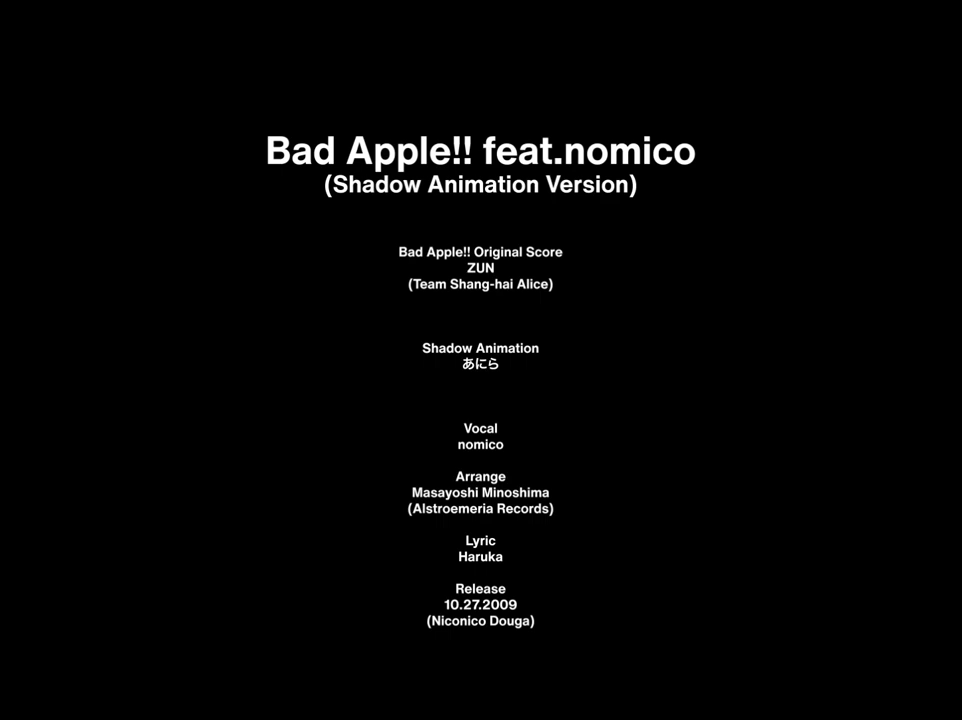 Bad Apple!! feat.nomico
(Shadow Animation Version)
Bad Apple!! Original Score
ZUN
(Team Shang-hai Alice)
Shadow Animation
あにら
Vocal
nomico
Arrange
Masayoshi Minoshima
(Alstroemeria Records)
Lyric
Haruka
Release
10.27.2009
(Niconico Douga)